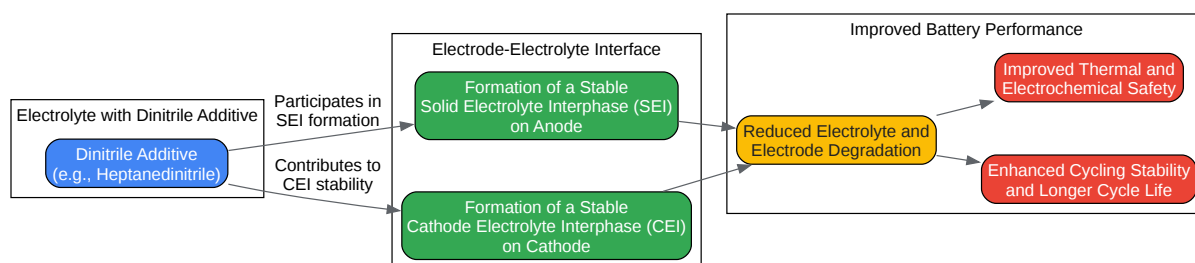 Electrolyte with Dinitrile Additive
Dinitrile Additive
(e.g., Heptanedinitrile)
Participates in
SEI formation
Contributes to
CEI stability
Electrode-Electrolyte Interface
Formation of a Stable
Solid Electrolyte Interphase (SEI)
on Anode
Formation of a Stable
Cathode Electrolyte Interphase (CEI)
on Cathode
Improved Battery Performance
Reduced Electrolyte and
Electrode Degradation
Improved Thermal and
Electrochemical Safety
Enhanced Cycling Stability
and Longer Cycle Life